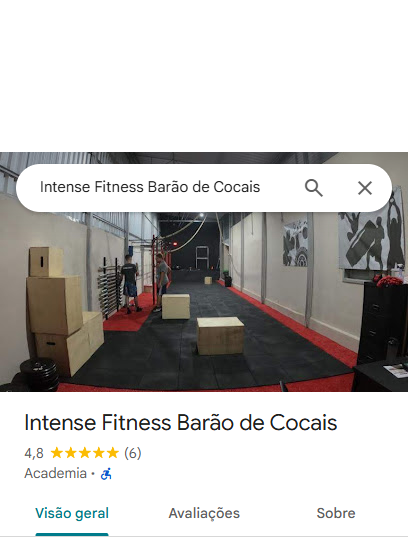 Intense Fitness Barão de Cocais
Intense Fitness Barão de Cocais
4,8 (6)
Academia ·
Visão geral Avaliações Sobre